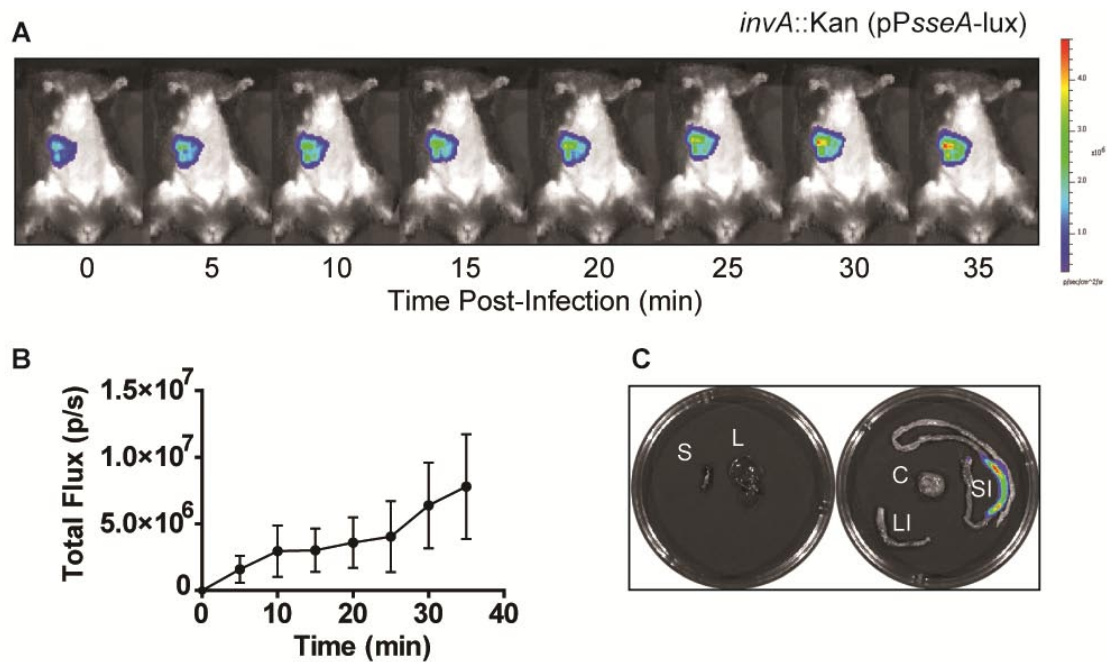 A
invA::Kan (pPsseA-lux)
4.0
3.0
x10⁶
2.0
1.0
0 5 10 15 20 25 30 35
Time Post-Infection (min)
B
Total Flux (p/s)
1.5×10⁷
1.0×10⁷
5.0×10⁶
0
0 10 20 30 40
Time (min)
C
S L
C SI
LI